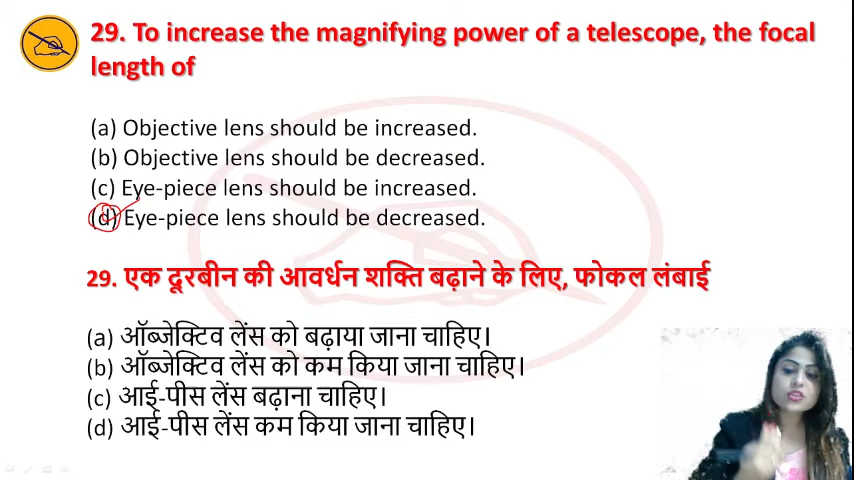 29. To increase the magnifying power of a telescope, the focal
length of
(a) Objective lens should be increased.
(b) Objective lens should be decreased.
(c) Eye-piece lens should be increased.
(d) Eye-piece lens should be decreased.
29. एक दूरबीन की आवर्धन शक्ति बढ़ाने के लिए, फोकल लंबाई
(a) ऑब्जेक्टिव लेंस को बढ़ाया जाना चाहिए।
(b) ऑब्जेक्टिव लेंस को कम किया जाना चाहिए।
(c) आई-पीस लेंस बढ़ाना चाहिए।
(d) आई-पीस लेंस कम किया जाना चाहिए।